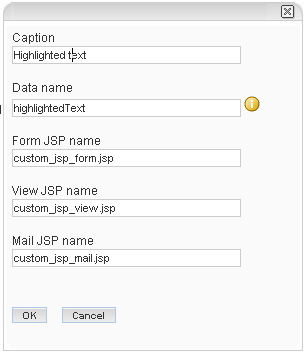 Caption
Highlighted text
Data name
highlightedText
Form JSP name
custom_jsp_form.jsp
View JSP name
custom_jsp_view.jsp
Mail JSP name
custom_jsp_mail.jsp
OK Cancel